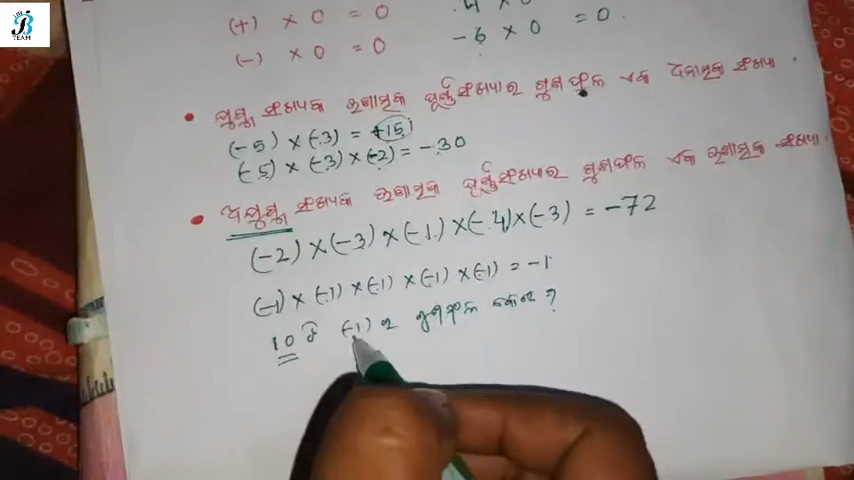 JB
TEAM
(+) × 0 = 0
(-) × 0 = 0
-6 × 0 = 0
• ଯୁଗ୍ମ ସଂଖ୍ୟକ ଋଣାତ୍ମକ ପୂର୍ଣ୍ଣସଂଖ୍ୟାର ଗୁଣଫଳ ଏକ ଧନାତ୍ମକ ସଂଖ୍ୟା
(-5) × (-3) = +15
(-5) × (-3) × (-2) = -30
• ଅଯୁଗ୍ମ ସଂଖ୍ୟକ ଋଣାତ୍ମକ ପୂର୍ଣ୍ଣସଂଖ୍ୟାର ଗୁଣଫଳ ଏକ ଋଣାତ୍ମକ ସଂଖ୍ୟା
(-2) × (-3) × (-1) × (-4) × (-3) = -72
(-1) × (-1) × (-1) × (-1) × (-1) = -1
10 ଟି (-1) ର ଗୁଣଫଳ କେତେ ?